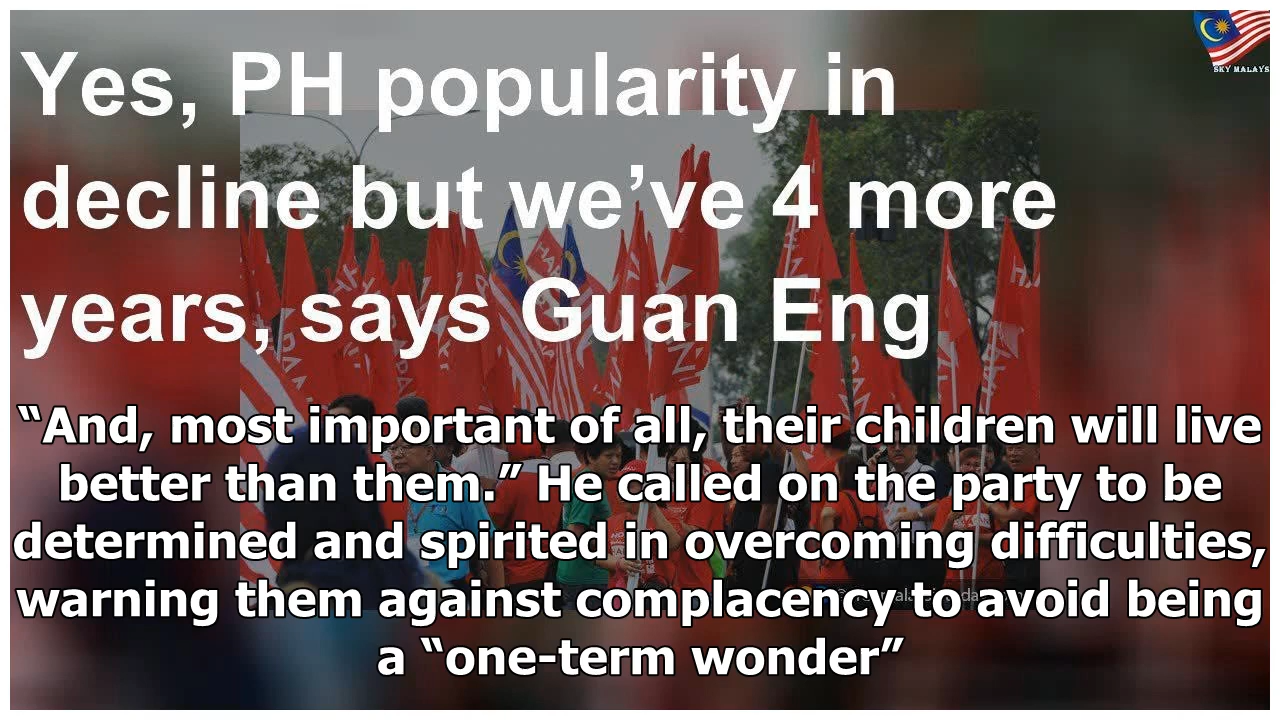 SKY MALAYS
Yes, PH popularity in
decline but we’ve 4 more
years, says Guan Eng
“And, most important of all, their children will live
better than them.” He called on the party to be
determined and spirited in overcoming difficulties,
warning them against complacency to avoid being
a “one-term wonder”